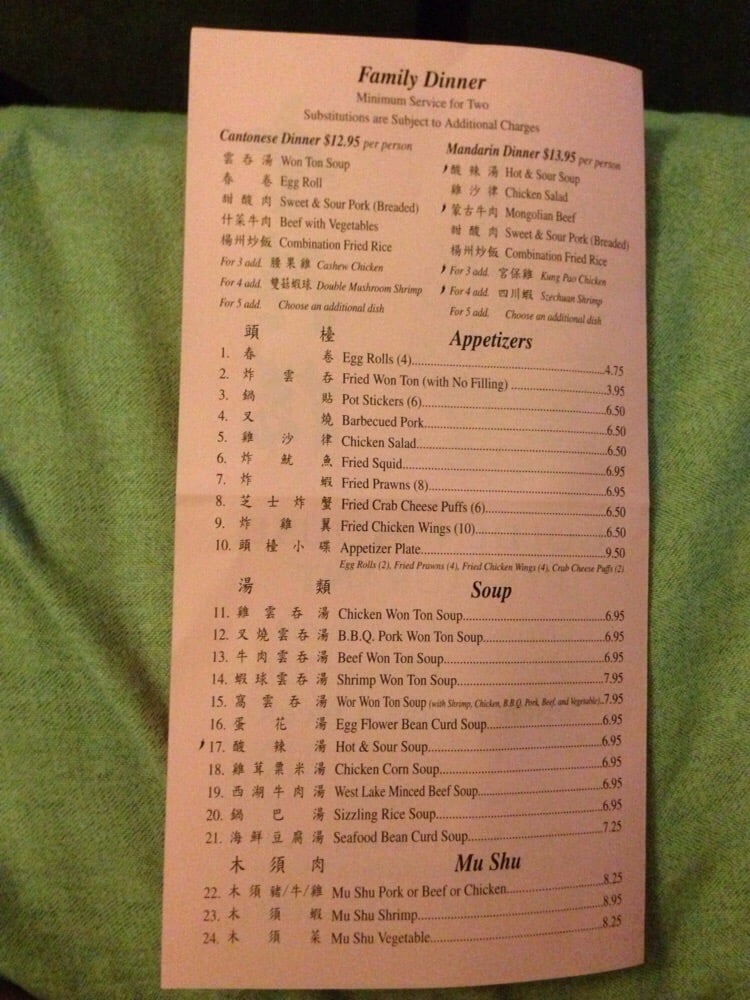 Family Dinner
Minimum Service for Two
Substitutions are Subject to Additional Charges
Cantonese Dinner $12.95 per person
雲吞湯 Won Ton Soup
春卷 Egg Roll
甜酸肉 Sweet & Sour Pork (Breaded)
什菜牛肉 Beef with Vegetables
楊州炒飯 Combination Fried Rice
For 3 add. 腰果雞 Cashew Chicken
For 4 add. 雙菇蝦球 Double Mushroom Shrimp
For 5 add. Choose an additional dish
Mandarin Dinner $13.95 per person
酸辣湯 Hot & Sour Soup
雞沙律 Chicken Salad
蒙古牛肉 Mongolian Beef
甜酸肉 Sweet & Sour Pork (Breaded)
楊州炒飯 Combination Fried Rice
For 3 add. 宮保雞 Kung Pao Chicken
For 4 add. 四川蝦 Szechuan Shrimp
For 5 add. Choose an additional dish
頭檯 Appetizers
1. 春卷 Egg Rolls (4) 4.75
2. 炸雲吞 Fried Won Ton (with No Filling) 3.95
3. 鍋貼 Pot Stickers (6) 6.50
4. 叉燒 Barbecued Pork 6.50
5. 雞沙律 Chicken Salad 6.50
6. 炸魷魚 Fried Squid 6.95
7. 炸蝦 Fried Prawns (8) 6.95
8. 芝士炸蟹 Fried Crab Cheese Puffs (6) 6.50
9. 炸雞翼 Fried Chicken Wings (10) 6.50
10. 頭檯小碟 Appetizer Plate 9.50
Egg Rolls (2), Fried Prawns (4), Fried Chicken Wings (4), Crab Cheese Puffs (2)
湯類 Soup
11. 雞雲吞湯 Chicken Won Ton Soup 6.95
12. 叉燒雲吞湯 B.B.Q. Pork Won Ton Soup 6.95
13. 牛肉雲吞湯 Beef Won Ton Soup 6.95
14. 蝦球雲吞湯 Shrimp Won Ton Soup 7.95
15. 窩雲吞湯 Wor Won Ton Soup (with Shrimp, Chicken, B.B.Q. Pork, Beef, and Vegetable) 7.95
16. 蛋花湯 Egg Flower Bean Curd Soup 6.95
17. 酸辣湯 Hot & Sour Soup 6.95
18. 雞茸粟米湯 Chicken Corn Soup 6.95
19. 西湖牛肉湯 West Lake Minced Beef Soup 6.95
20. 鍋巴湯 Sizzling Rice Soup 6.95
21. 海鮮豆腐湯 Seafood Bean Curd Soup 7.25
木須肉 Mu Shu
22. 木須豬/牛/雞 Mu Shu Pork or Beef or Chicken 8.25
23. 木須蝦 Mu Shu Shrimp 8.95
24. 木須菜 Mu Shu Vegetable 8.25